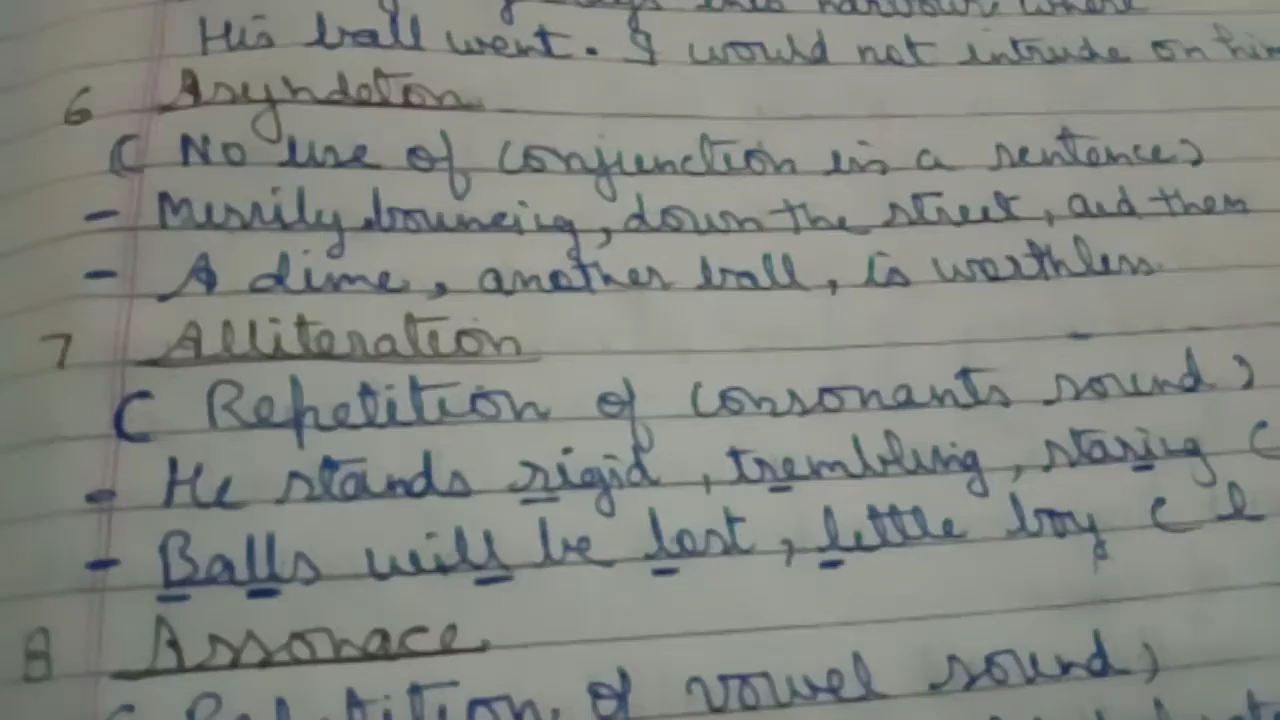 harbour, where
His ball went. I would not intrude on him
6 Asyndeton
( No use of conjunction in a sentence)
- Merrily bouncing, down the street, and then
- A dime, another ball, is worthless
7 Alliteration
( Repetition of consonants sound)
- He stands rigid, trembling, staring (
- Balls will be lost, little boy ( l
8 Assonace
( Repetition of vowel sound)